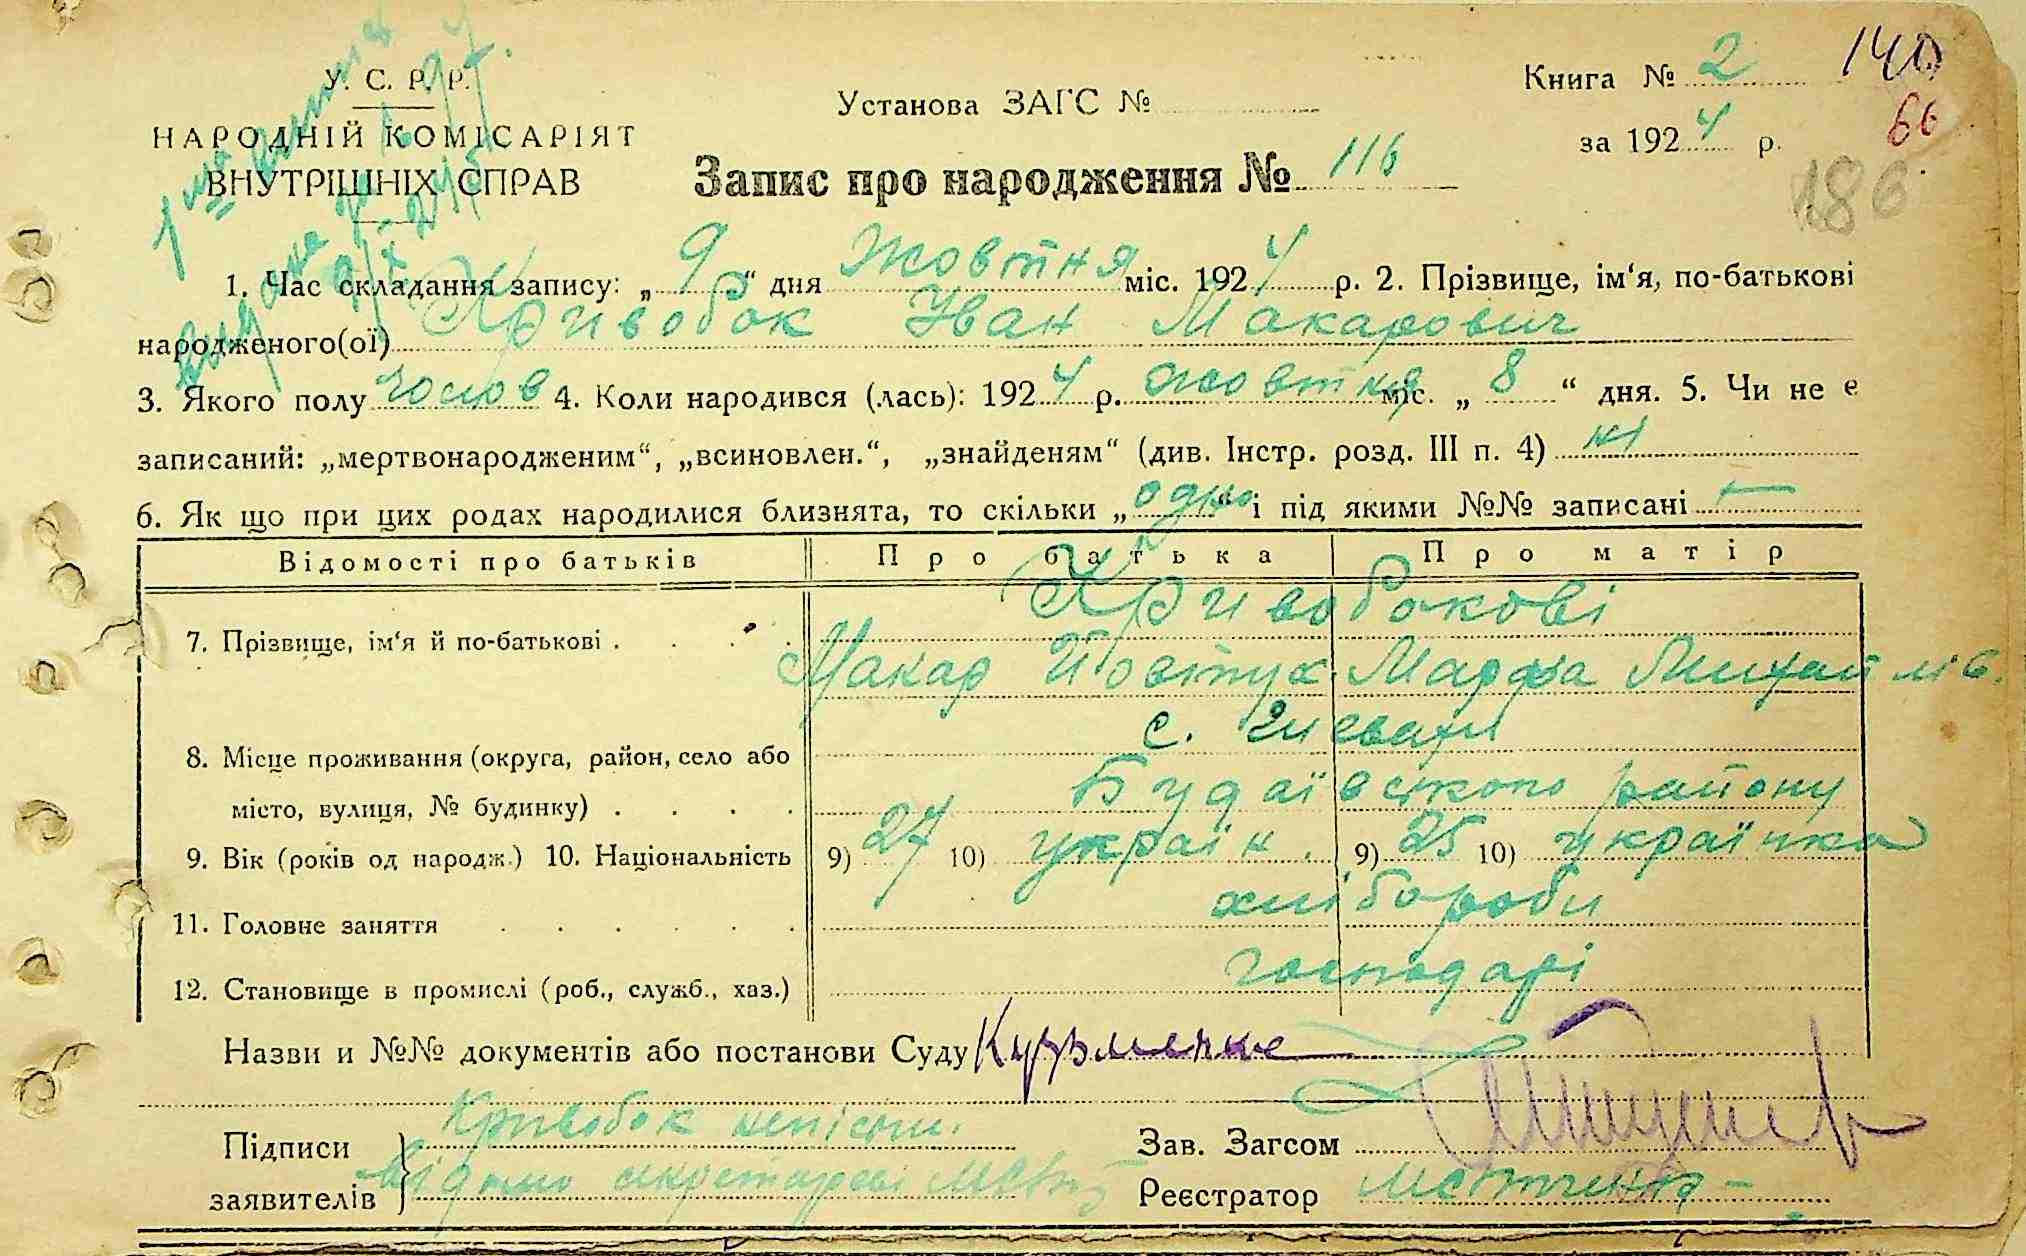 У. С. Р. Р.
НАРОДНІЙ КОМІСАРІЯТ
ВНУТРІШНІХ СПРАВ
Установа ЗАГС №
Книга № 2
140
за 1924 р.
66
186
Запис про народження № 116
1. Час складання запису: „9“ дня Жовтня міс. 1924 р. 2. Прізвище, ім‘я, по-батькові
народженого(ої) Кривобок Іван Макарович
3. Якого полу чолов 4. Коли народився (лась): 1924 р. жовтня міс. „8“ дня. 5. Чи не є
записаний: „мертвонародженим“, „всиновлен.“, „знайденям“ (див. Інстр. розд. III п. 4) ні
6. Як що при цих родах народилися близнята, то скільки „одно“ і під якими №№ записані —
Відомості про батьків Про батька Про матір
Кривобокові
7. Прізвище, ім‘я й по-батькові
Макар Марфа
с.
8. Місце проживання (округа, район, село або
місто, вулиця, № будинку)
Будаївського району
9. Вік (років од народж.) 10. Національність 9) 27 10) україн. 9) 25 10) українка
11. Головне заняття хлібороби
12. Становище в промислі (роб., служб., хаз.) господарі
Назви и №№ документів або постанови Суду Кузьменке
Підписи
заявителів
Кривобок неписьм.
Зав. Загсом
Реєстратор